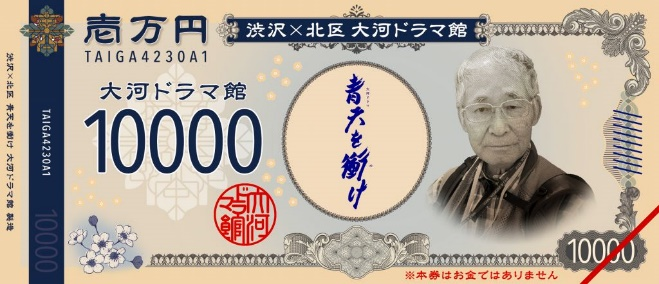 壱万円
TAIGA4230A1
渋沢×北区 大河ドラマ館
大河ドラマ館
10000
青天を衝け
大河ドラマ館
10000
※本券はお金ではありません
渋沢×北区 青天を衝け 大河ドラマ館 製造
TAIGA4230A1
10000